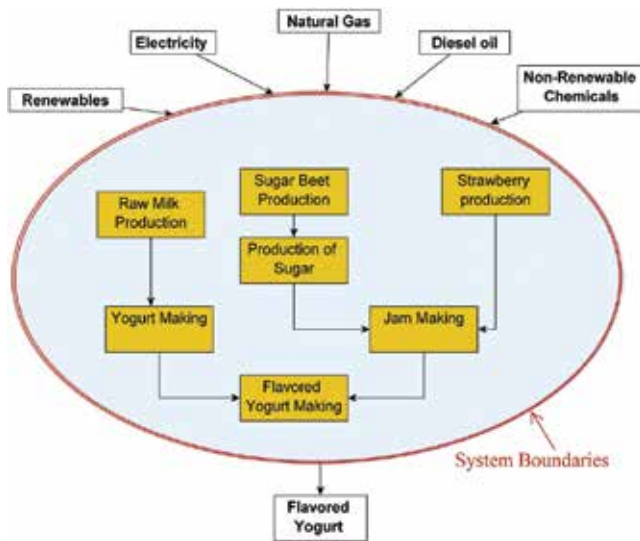 Natural Gas
Electricity
Diesel oil
Renewables
Non-Renewable
Chemicals
Raw Milk
Production
Sugar Beet
Production
Strawberry
production
Production of
Sugar
Yogurt Making
Jam Making
Flavored
Yogurt Making
System Boundaries
Flavored
Yogurt